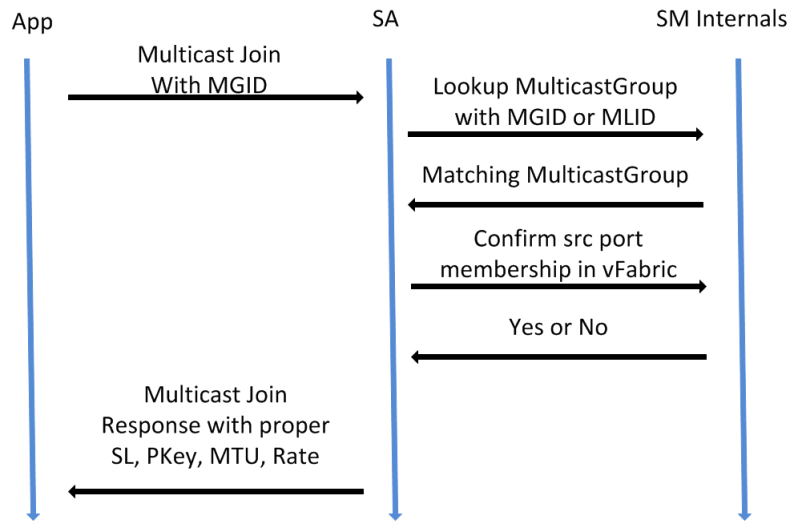 App
SA
SM Internals
Multicast Join
With MGID
Lookup MulticastGroup
with MGID or MLID
Matching MulticastGroup
Confirm src port
membership in vFabric
Yes or No
Multicast Join
Response with proper
SL, PKey, MTU, Rate